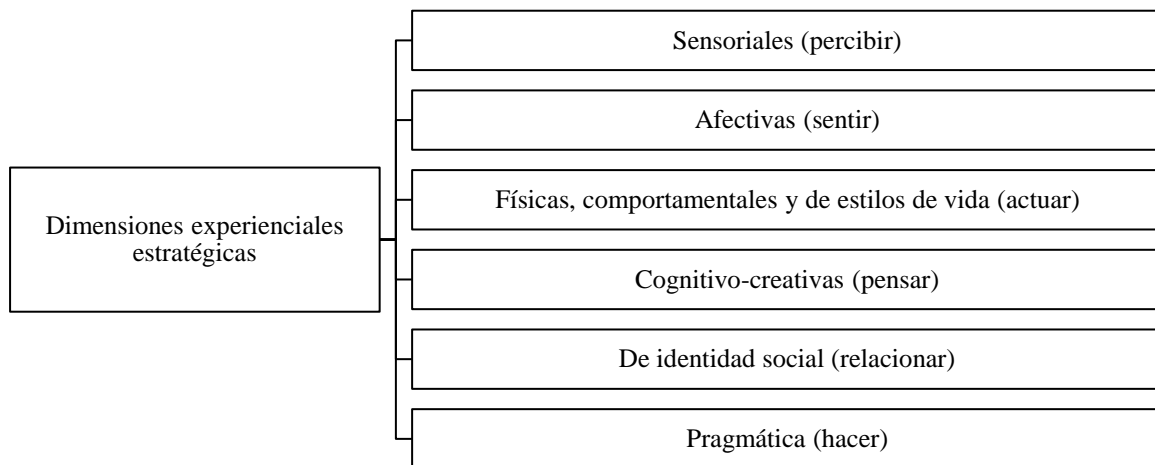 Sensoriales (percibir)
Afectivas (sentir)
Dimensiones experienciales
estratégicas
Físicas, comportamentales y de estilos de vida (actuar)
Cognitivo-creativas (pensar)
De identidad social (relacionar)
Pragmática (hacer)